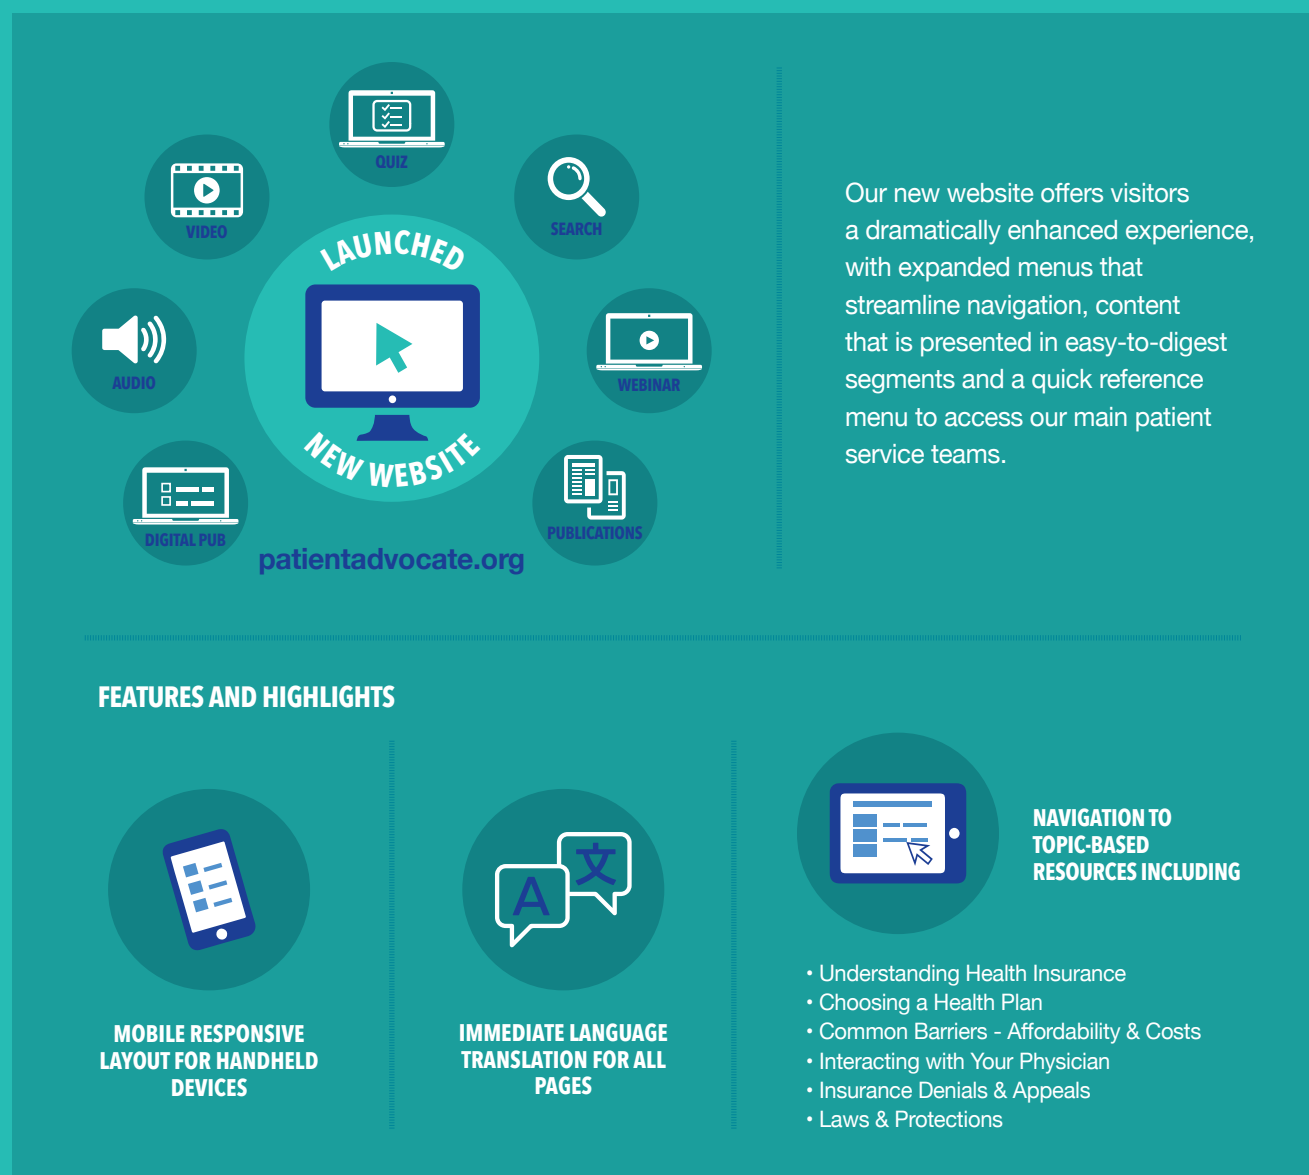 QUIZ
VIDEO
SEARCH
LAUNCHED
AUDIO
WEBINAR
NEW WEBSITE
DIGITAL PUB
PUBLICATIONS
patientadvocate.org
Our new website offers visitors
a dramatically enhanced experience,
with expanded menus that
streamline navigation, content
that is presented in easy-to-digest
segments and a quick reference
menu to access our main patient
service teams.
FEATURES AND HIGHLIGHTS
MOBILE RESPONSIVE
LAYOUT FOR HANDHELD
DEVICES
A 文
IMMEDIATE LANGUAGE
TRANSLATION FOR ALL
PAGES
NAVIGATION TO
TOPIC-BASED
RESOURCES INCLUDING
• Understanding Health Insurance
• Choosing a Health Plan
• Common Barriers - Affordability & Costs
• Interacting with Your Physician
• Insurance Denials & Appeals
• Laws & Protections